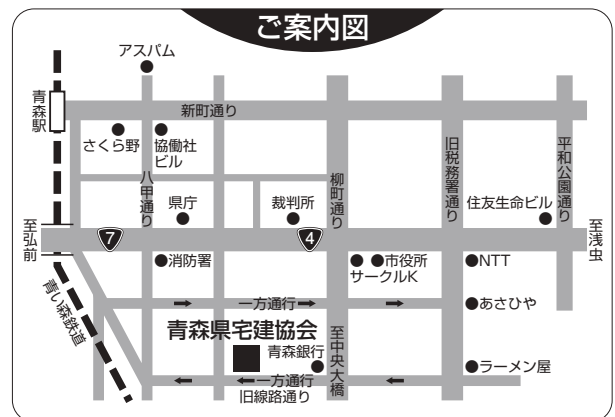 ご案内図
アスパム
青森駅
新町通り
さくら野
協働社
ビル
八甲通り
柳町通り
旧税務署通り
平和公園通り
県庁
裁判所
住友生命ビル
至弘前
7
4
至浅虫
消防署
市役所
サークルK
NTT
青い森鉄道
一方通行
あさひや
青森県宅建協会
青森銀行
至中央大橋
ラーメン屋
一方通行
旧線路通り